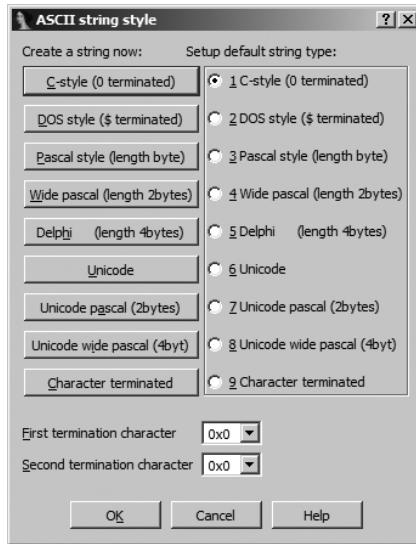 ASCII string style
Create a string now: Setup default string type:
C-style (0 terminated) 1 C-style (0 terminated)
DOS style ($ terminated) 2 DOS style ($ terminated)
Pascal style (length byte) 3 Pascal style (length byte)
Wide pascal (length 2bytes) 4 Wide pascal (length 2bytes)
Delphi (length 4bytes) 5 Delphi (length 4bytes)
Unicode 6 Unicode
Unicode pascal (2bytes) 7 Unicode pascal (2bytes)
Unicode wide pascal (4byt) 8 Unicode wide pascal (4byt)
Character terminated 9 Character terminated
First termination character 0x0
Second termination character 0x0
OK Cancel Help